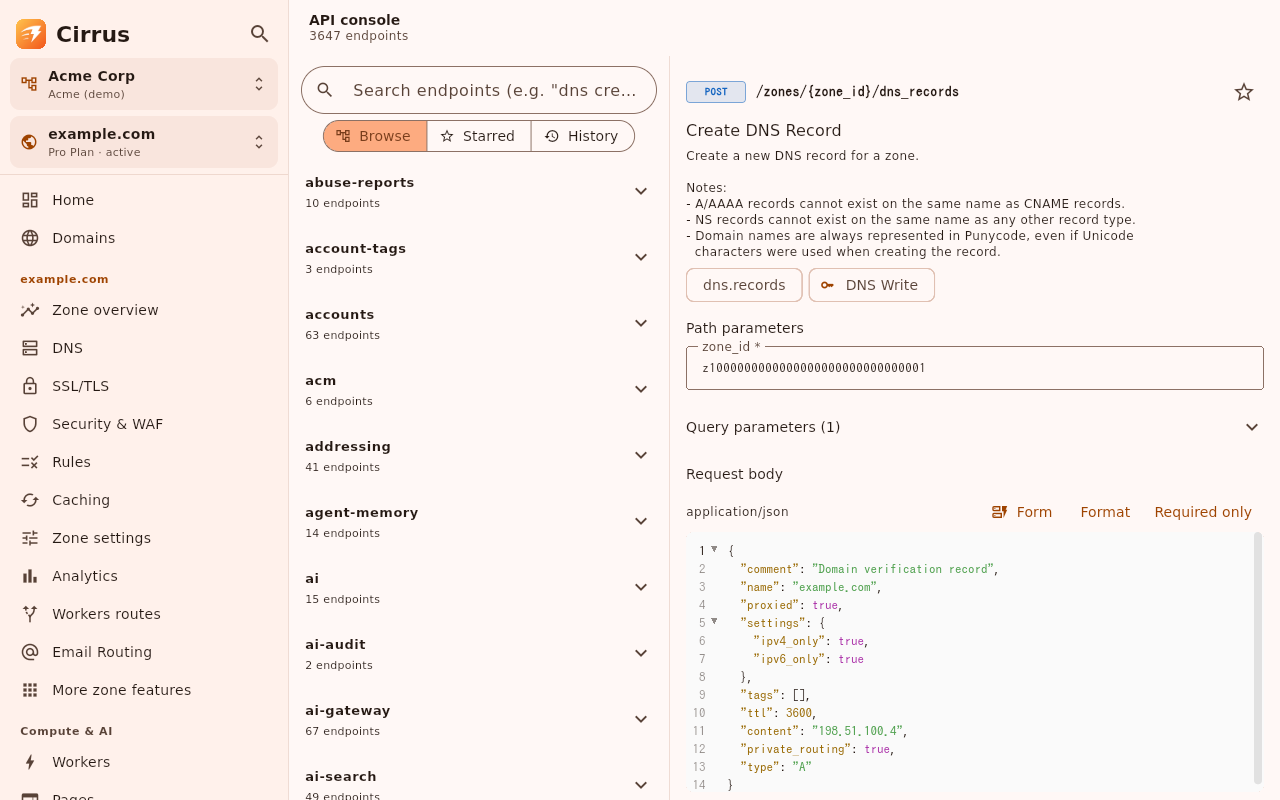 Cirrus
Acme Corp
Acme (demo)
example.com
Pro Plan · active
Home
Domains
example.com
Zone overview
DNS
SSL/TLS
Security & WAF
Rules
Caching
Zone settings
Analytics
Workers routes
Email Routing
More zone features
Compute & AI
Workers
Pages
API console
3647 endpoints
Search endpoints (e.g. "dns cre...
Browse
Starred
History
abuse-reports
10 endpoints
account-tags
3 endpoints
accounts
63 endpoints
acm
6 endpoints
addressing
41 endpoints
agent-memory
14 endpoints
ai
15 endpoints
ai-audit
2 endpoints
ai-gateway
67 endpoints
ai-search
49 endpoints
POST /zones/{zone_id}/dns_records
Create DNS Record
Create a new DNS record for a zone.
Notes:
- A/AAAA records cannot exist on the same name as CNAME records.
- NS records cannot exist on the same name as any other record type.
- Domain names are always represented in Punycode, even if Unicode
characters were used when creating the record.
dns.records
DNS Write
Path parameters
zone_id *
z1000000000000000000000000000001
Query parameters (1)
Request body
application/json
Form
Format
Required only
1 {
2 "comment": "Domain verification record",
3 "name": "example.com",
4 "proxied": true,
5 "settings": {
6 "ipv4_only": true,
7 "ipv6_only": true
8 },
9 "tags": [],
10 "ttl": 3600,
11 "content": "198.51.100.4",
12 "private_routing": true,
13 "type": "A"
14 }